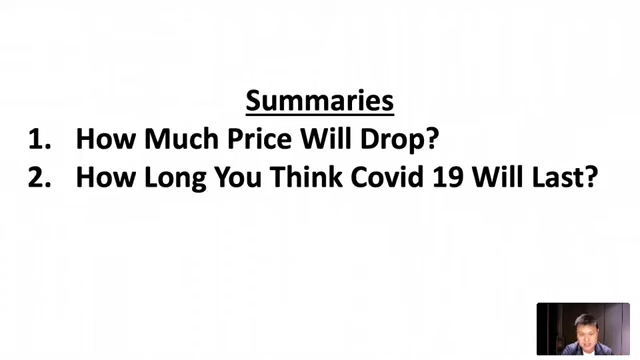 Summaries
1. How Much Price Will Drop?
2. How Long You Think Covid 19 Will Last?